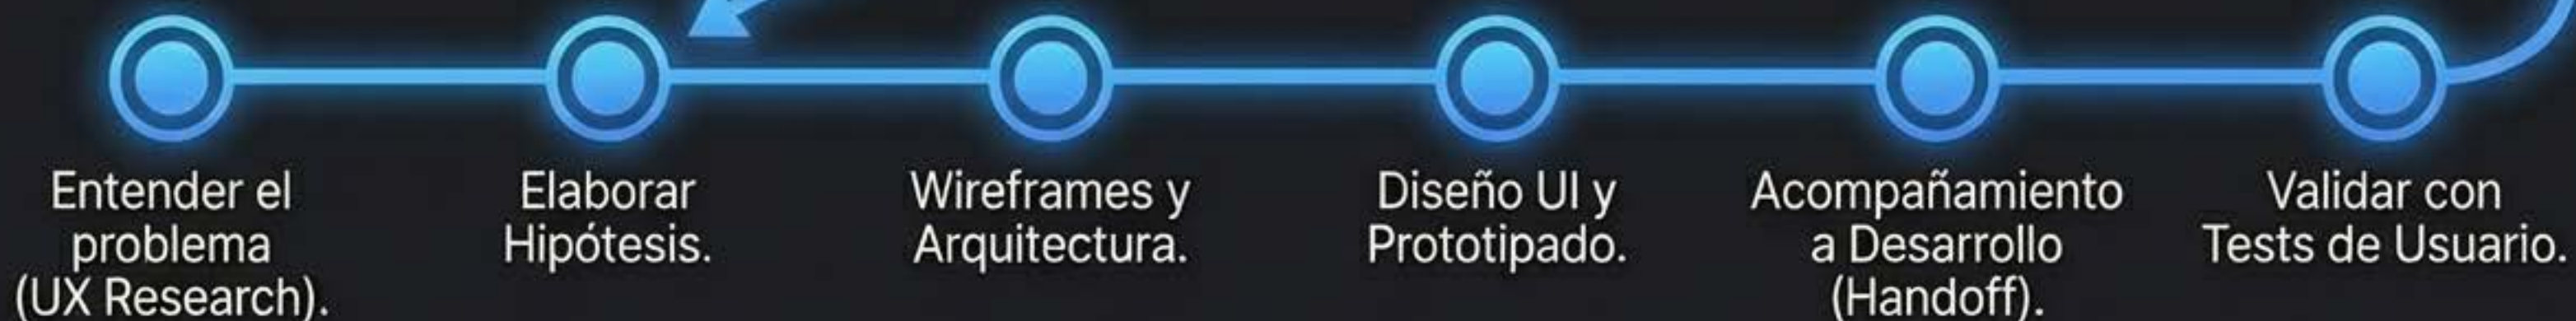 Entender el
problema
(UX Research).
Elaborar
Hipótesis.
Wireframes y
Arquitectura.
Diseño UI y
Prototipado.
Acompañamiento
a Desarrollo
(Handoff).
Validar con
Tests de Usuario.